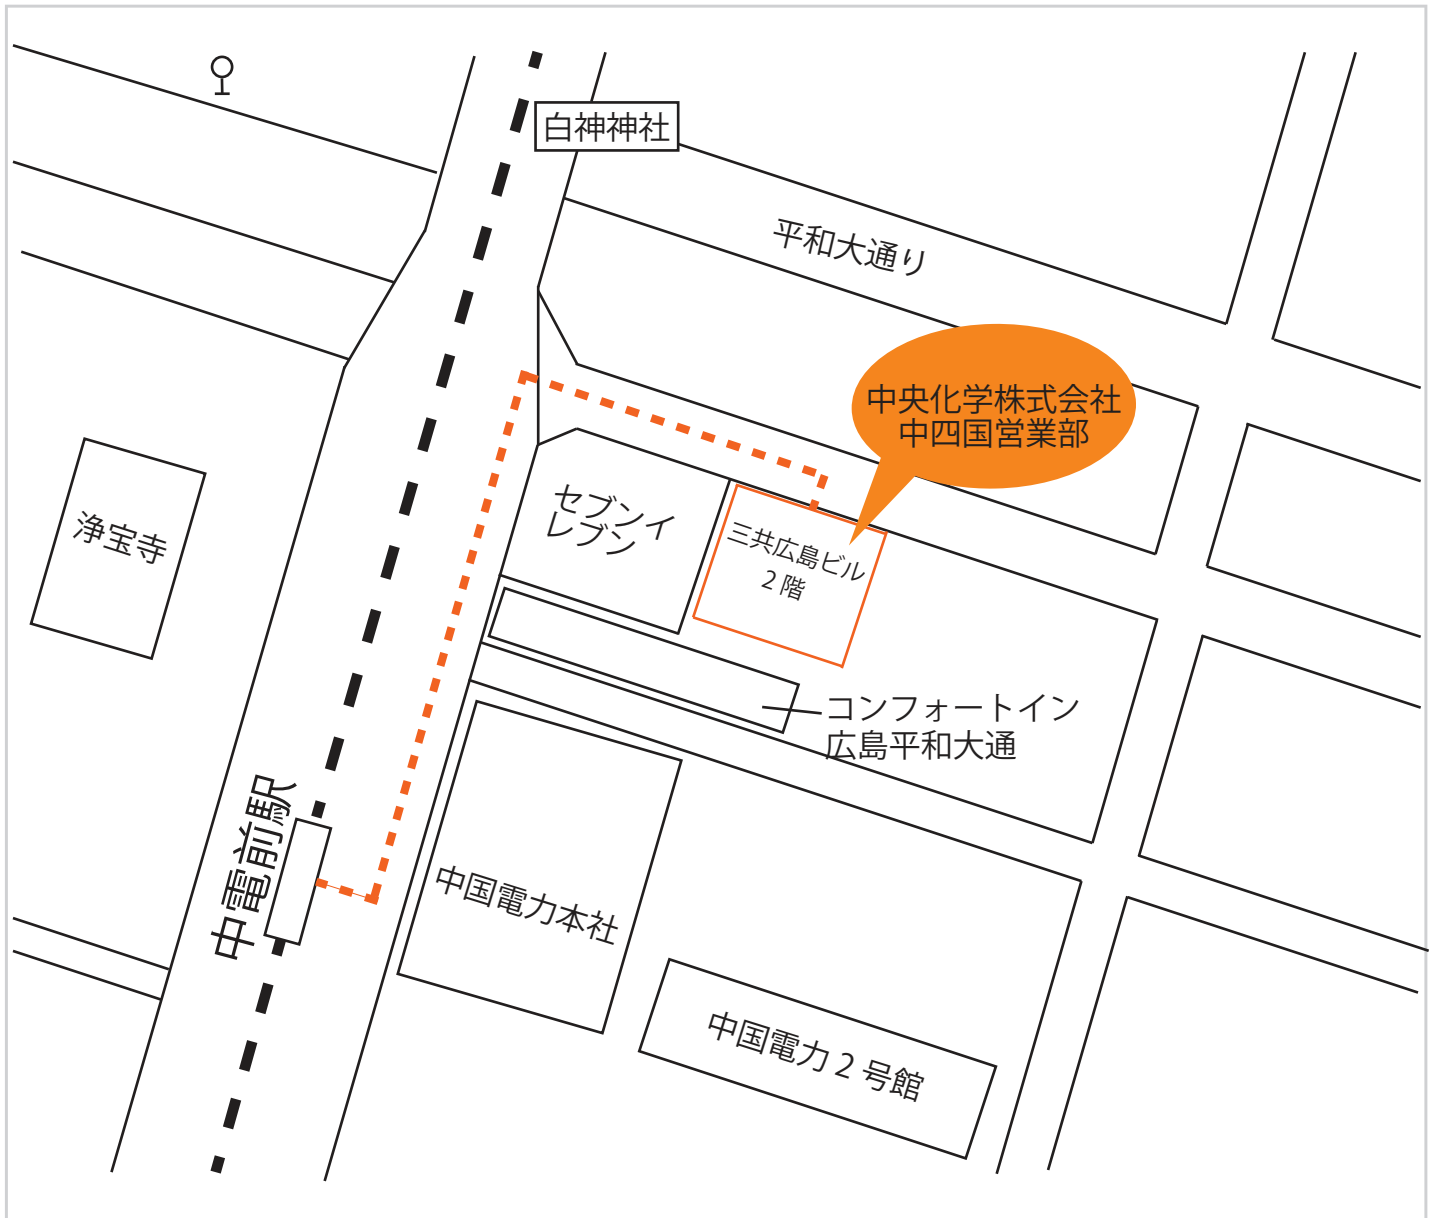 白神神社
平和大通り
中央化学株式会社
中四国営業部
セブンイ
レブン
三共広島ビル
2 階
浄宝寺
コンフォートイン
広島平和大通
中電前駅
中国電力本社
中国電力 2 号館